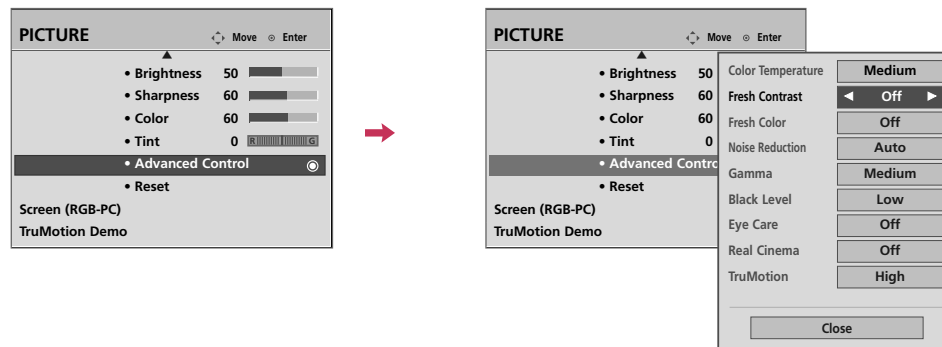 PICTURE Move Enter
• Brightness 50
• Sharpness 60
• Color 60
• Tint 0 R G
• Advanced Control
• Reset
Screen (RGB-PC)
TruMotion Demo
PICTURE Move Enter
• Brightness 50
• Sharpness 60
• Color 60
• Tint 0
• Advanced Contro
• Reset
Screen (RGB-PC)
TruMotion Demo
Color Temperature Medium
Fresh Contrast Off
Fresh Color Off
Noise Reduction Auto
Gamma Medium
Black Level Low
Eye Care Off
Real Cinema Off
TruMotion High
Close